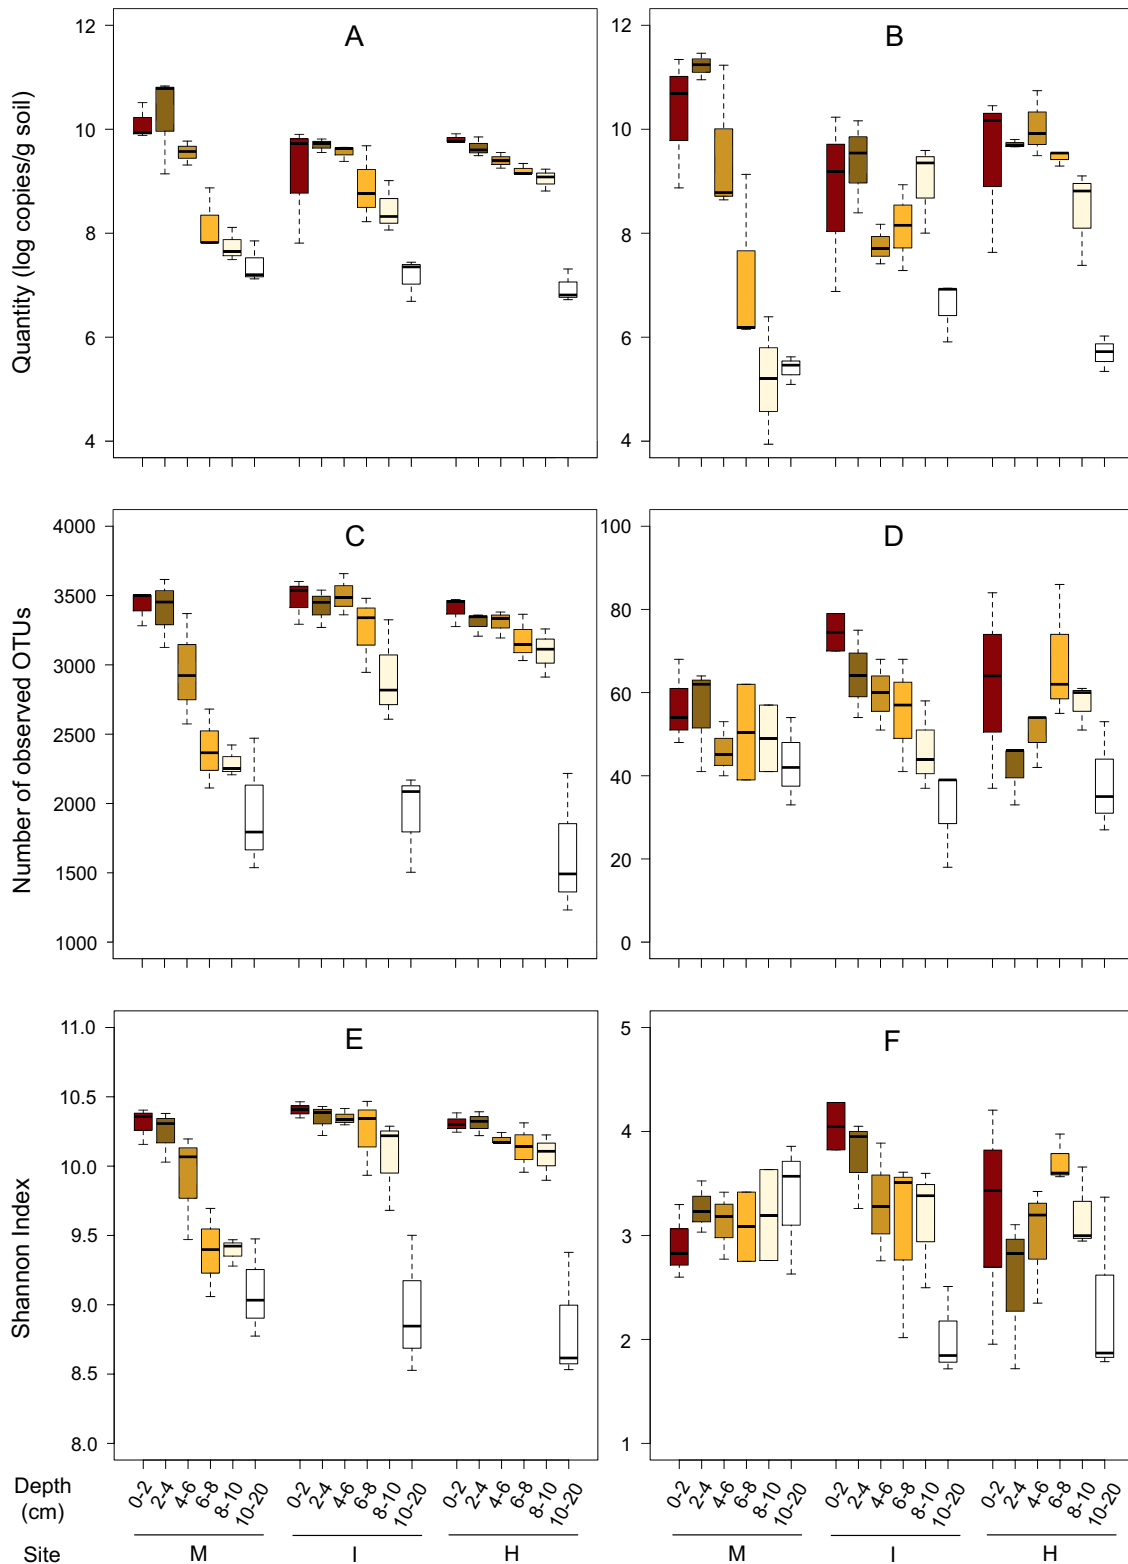 A B
Quantity (log copies/g soil)
12 10 8 6 4
12 10 8 6 4
C D
Number of observed OTUs
4000 3500 3000 2500 2000 1500 1000
100 80 60 40 20 0
E F
Shannon Index
11.0 10.5 10.0 9.5 9.0 8.5 8.0
5 4 3 2 1
Depth (cm)
0-2 2-4 4-6 6-8 8-10 10-20 0-2 2-4 4-6 6-8 8-10 10-20 0-2 2-4 4-6 6-8 8-10 10-20
0-2 2-4 4-6 6-8 8-10 10-20 0-2 2-4 4-6 6-8 8-10 10-20 0-2 2-4 4-6 6-8 8-10 10-20
Site M I H M I H